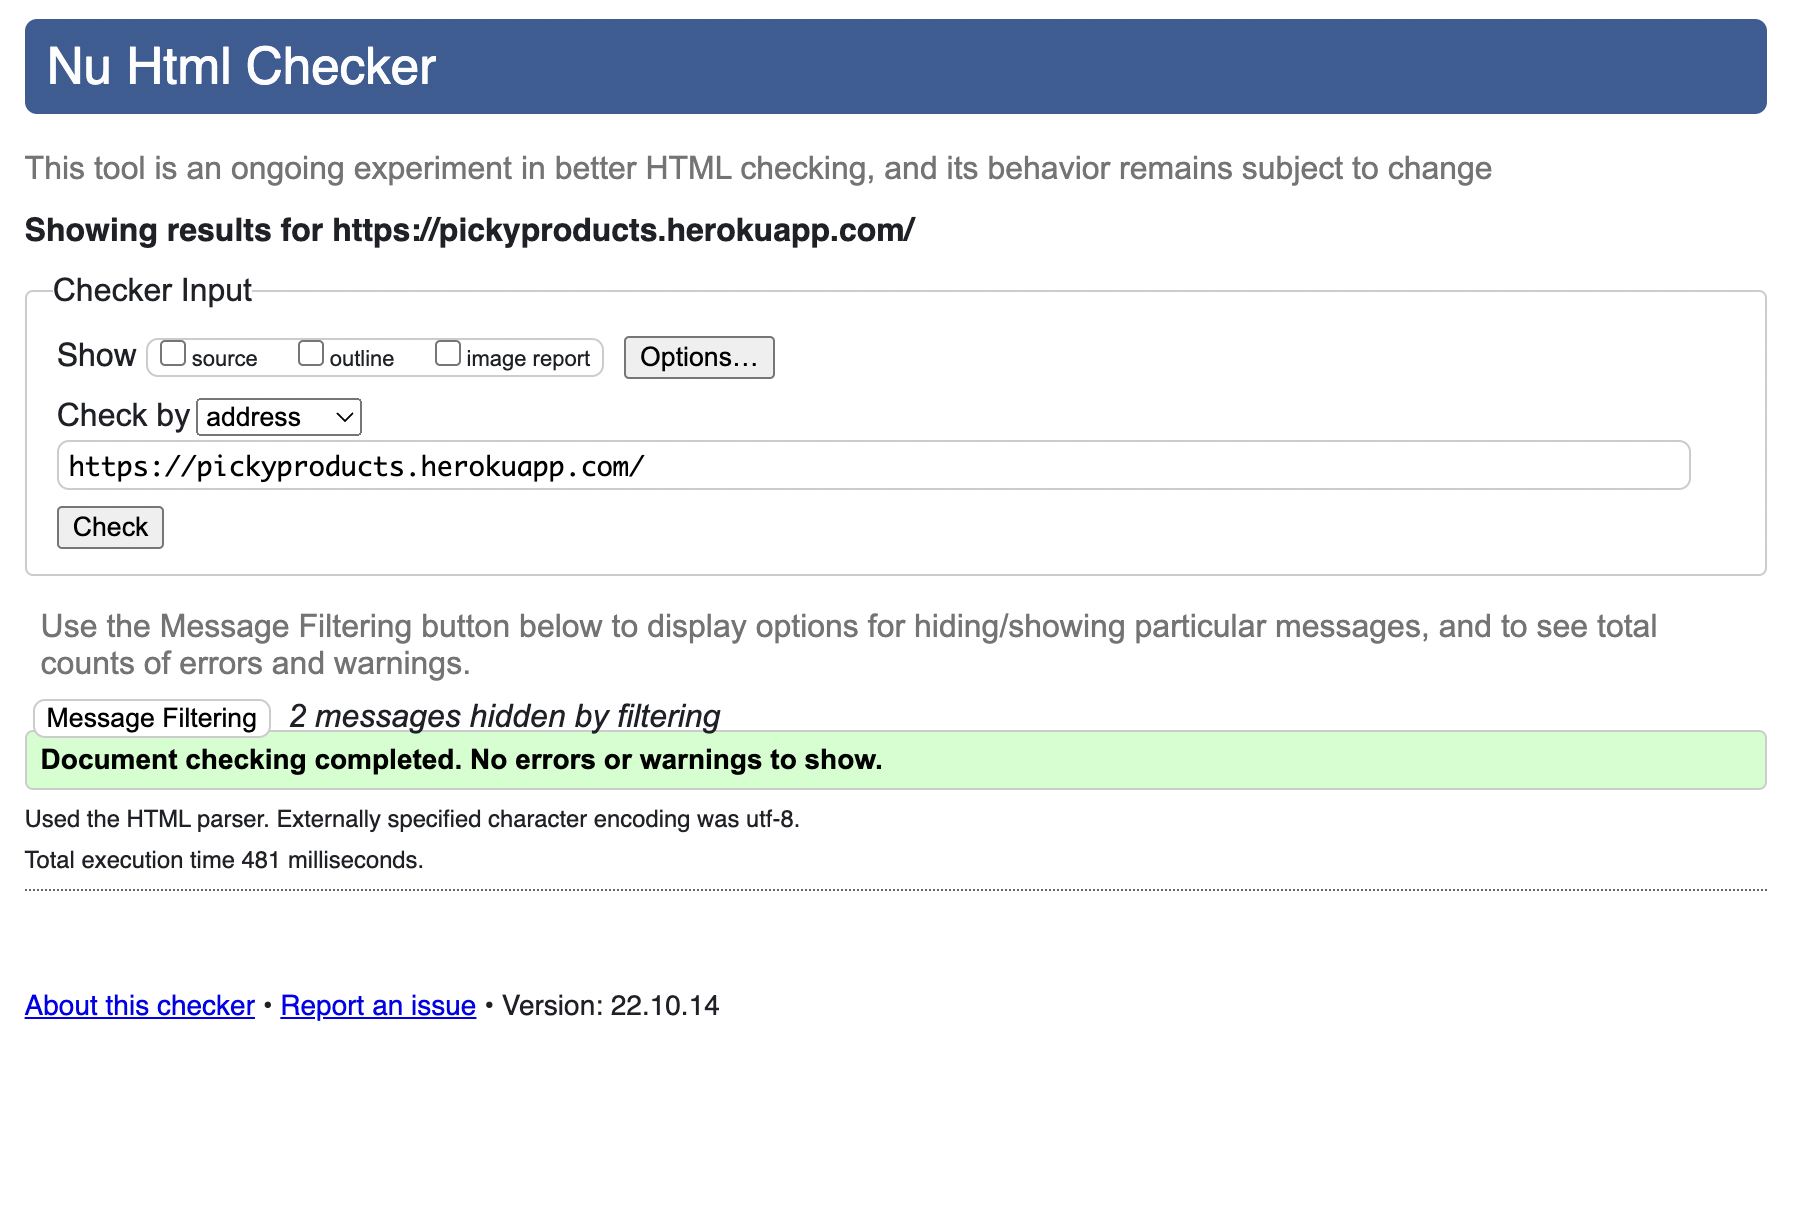 Nu Html Checker
This tool is an ongoing experiment in better HTML checking, and its behavior remains subject to change
Showing results for https://pickyproducts.herokuapp.com/
Checker Input
Show source outline image report Options...
Check by address
https://pickyproducts.herokuapp.com/
Check
Use the Message Filtering button below to display options for hiding/showing particular messages, and to see total
counts of errors and warnings.
Message Filtering 2 messages hidden by filtering
Document checking completed. No errors or warnings to show.
Used the HTML parser. Externally specified character encoding was utf-8.
Total execution time 481 milliseconds.
About this checker • Report an issue • Version: 22.10.14